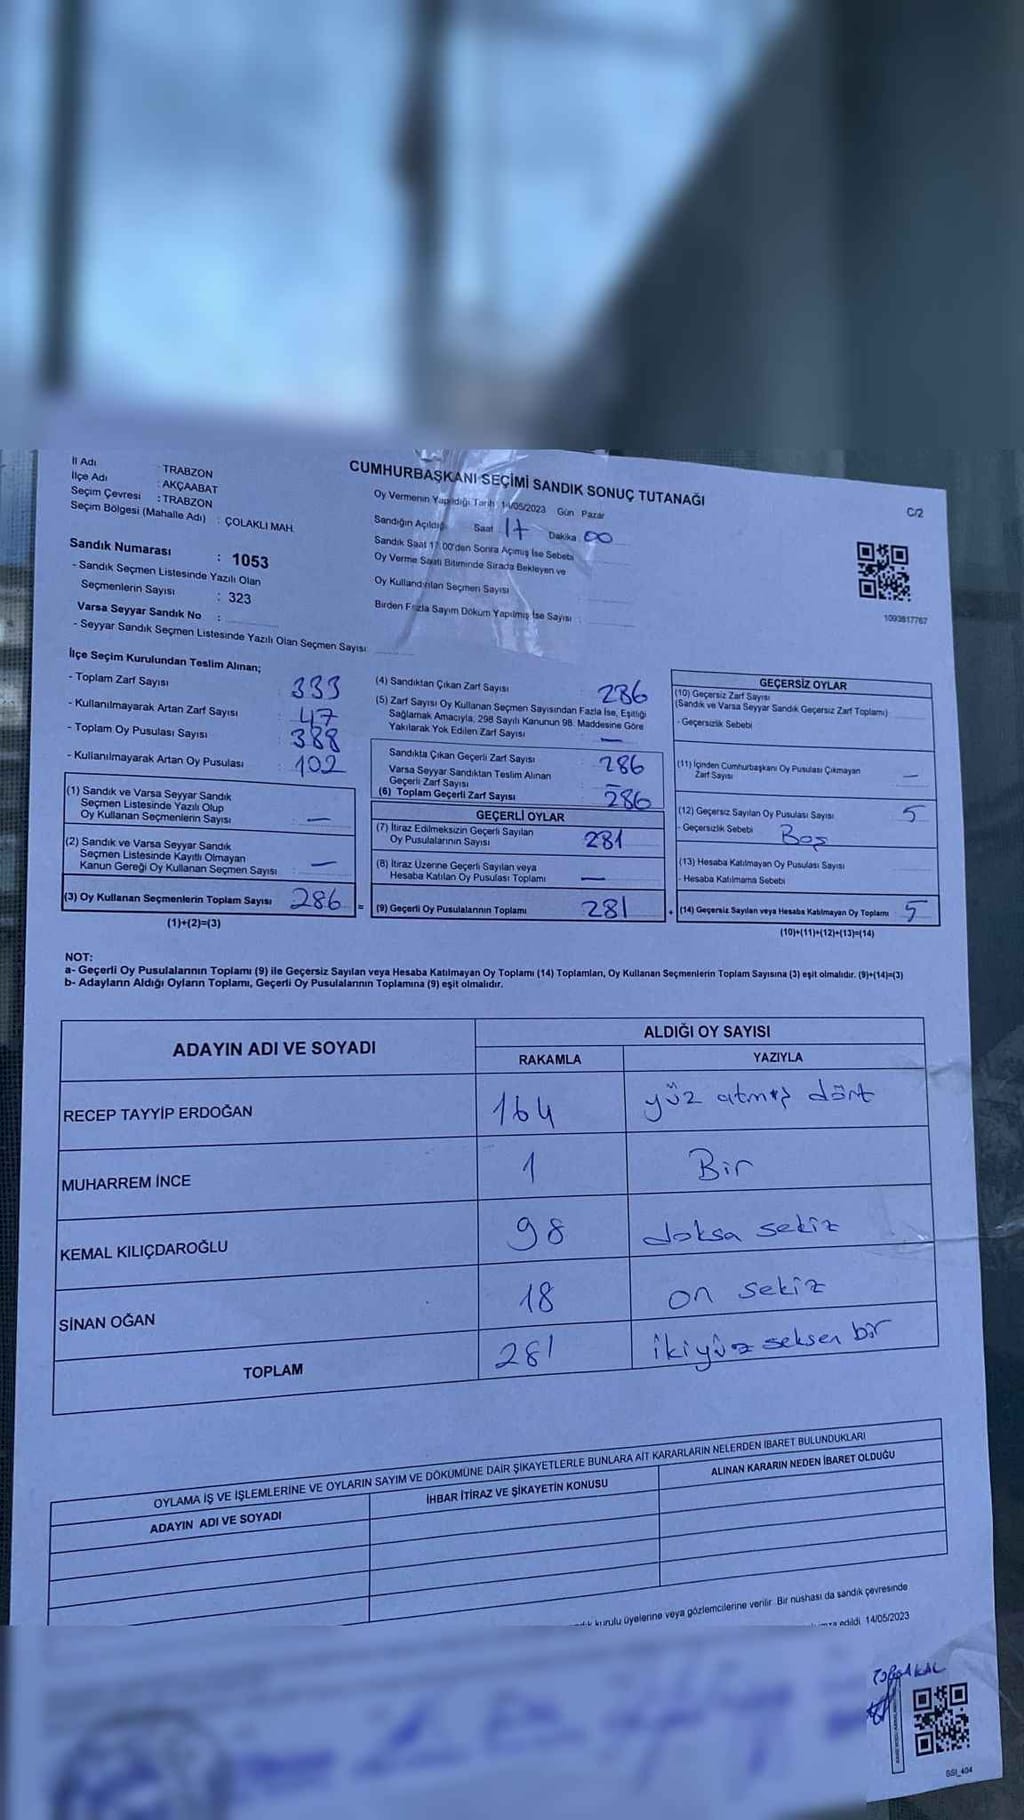 İl Adı : TRABZON
İlçe Adı : AKÇAABAT
Seçim Çevresi : TRABZON
Seçim Bölgesi (Mahalle Adı) : ÇOLAKLI MAH.
Sandık Numarası : 1053
- Sandık Seçmen Listesinde Yazılı Olan
Seçmenlerin Sayısı : 323
Varsa Seyyar Sandık No :
- Seyyar Sandık Seçmen Listesinde Yazılı Olan Seçmen Sayısı
CUMHURBAŞKANI SEÇİMİ SANDIK SONUÇ TUTANAĞI
Oy Vermenin Yapıldığı Tarih 14/05/2023 Gün Pazar
Sandığın Açıldığı Saat 17 Dakika 00
Sandık Saat 17:00'den Sonra Açımış İse Sebebi
Oy Verme Saati Bitiminde Sırada Bekleyen ve
Oy Kullandırılan Seçmen Sayısı
Birden Fazla Sayım Döküm Yapılmış İse Sayısı
C/2
1093817767
İlçe Seçim Kurulundan Teslim Alınan;
- Toplam Zarf Sayısı : 333
- Kullanılmayarak Artan Zarf Sayısı : 47
- Toplam Oy Pusulası Sayısı : 388
- Kullanılmayarak Artan Oy Pusulası : 102
(1) Sandık ve Varsa Seyyar Sandık
Seçmen Listesinde Yazılı Olup
Oy Kullanan Seçmenlerin Sayısı : —
(2) Sandık ve Varsa Seyyar Sandık
Seçmen Listesinde Kayıtlı Olmayan
Kanun Gereği Oy Kullanan Seçmen Sayısı : —
(3) Oy Kullanan Seçmenlerin Toplam Sayısı 286 =
(1)+(2)=(3)
(4) Sandıktan Çıkan Zarf Sayısı 286
(5) Zarf Sayısı Oy Kullanan Seçmen Sayısından Fazla İse, Eşitliği
Sağlamak Amacıyla, 298 Sayılı Kanunun 98. Maddesine Göre
Yakılarak Yok Edilen Zarf Sayısı —
Sandıkta Çıkan Geçerli Zarf Sayısı 286
Varsa Seyyar Sandıktan Teslim Alınan
Geçerli Zarf Sayısı —
(6) Toplam Geçerli Zarf Sayısı 286
GEÇERLİ OYLAR
(7) İtiraz Edilmeksizin Geçerli Sayılan
Oy Pusulalarının Sayısı 281
(8) İtiraz Üzerine Geçerli Sayılan veya
Hesaba Katılan Oy Pusulası Toplamı —
(9) Geçerli Oy Pusulalarının Toplamı 281 +
GEÇERSİZ OYLAR
(10) Geçersiz Zarf Sayısı
(Sandık ve Varsa Seyyar Sandık Geçersiz Zarf Toplamı)
- Geçersizlik Sebebi
(11) İçinden Cumhurbaşkanı Oy Pusulası Çıkmayan
Zarf Sayısı —
(12) Geçersiz Sayılan Oy Pusulası Sayısı 5
- Geçersizlik Sebebi Boş
(13) Hesaba Katılmayan Oy Pusulası Sayısı
- Hesaba Katılmama Sebebi
(14) Geçersiz Sayılan veya Hesaba Katılmayan Oy Toplamı 5
(10)+(11)+(12)+(13)=(14)
NOT:
a- Geçerli Oy Pusulalarının Toplamı (9) ile Geçersiz Sayılan veya Hesaba Katılmayan Oy Toplamı (14) Toplamları, Oy Kullanan Seçmenlerin Toplam Sayısına (3) eşit olmalıdır. (9)+(14)=(3)
b- Adayların Aldığı Oyların Toplamı, Geçerli Oy Pusulalarının Toplamına (9) eşit olmalıdır.
ADAYIN ADI VE SOYADI
ALDIĞI OY SAYISI
RAKAMLA YAZIYLA
RECEP TAYYİP ERDOĞAN 164 yüz atmış dört
MUHARREM İNCE 1 Bir
KEMAL KILIÇDAROĞLU 98 doksa sekiz
SİNAN OĞAN 18 on sekiz
TOPLAM 281 ikiyüz seksen bir
OYLAMA İŞ VE İŞLEMLERİNE VE OYLARIN SAYIM VE DÖKÜMÜNE DAİR ŞİKAYETLERLE BUNLARA AİT KARARLARIN NELERDEN İBARET BULUNDUKLARI
ADAYIN ADI VE SOYADI İHBAR İTİRAZ VE ŞİKAYETİN KONUSU ALINAN KARARIN NEDEN İBARET OLDUĞU
kurulu üyelerine veya gözlemcilerine verilir. Bir nüshası da sandık çevresinde
edildi. 14/05/2023
SSI_404